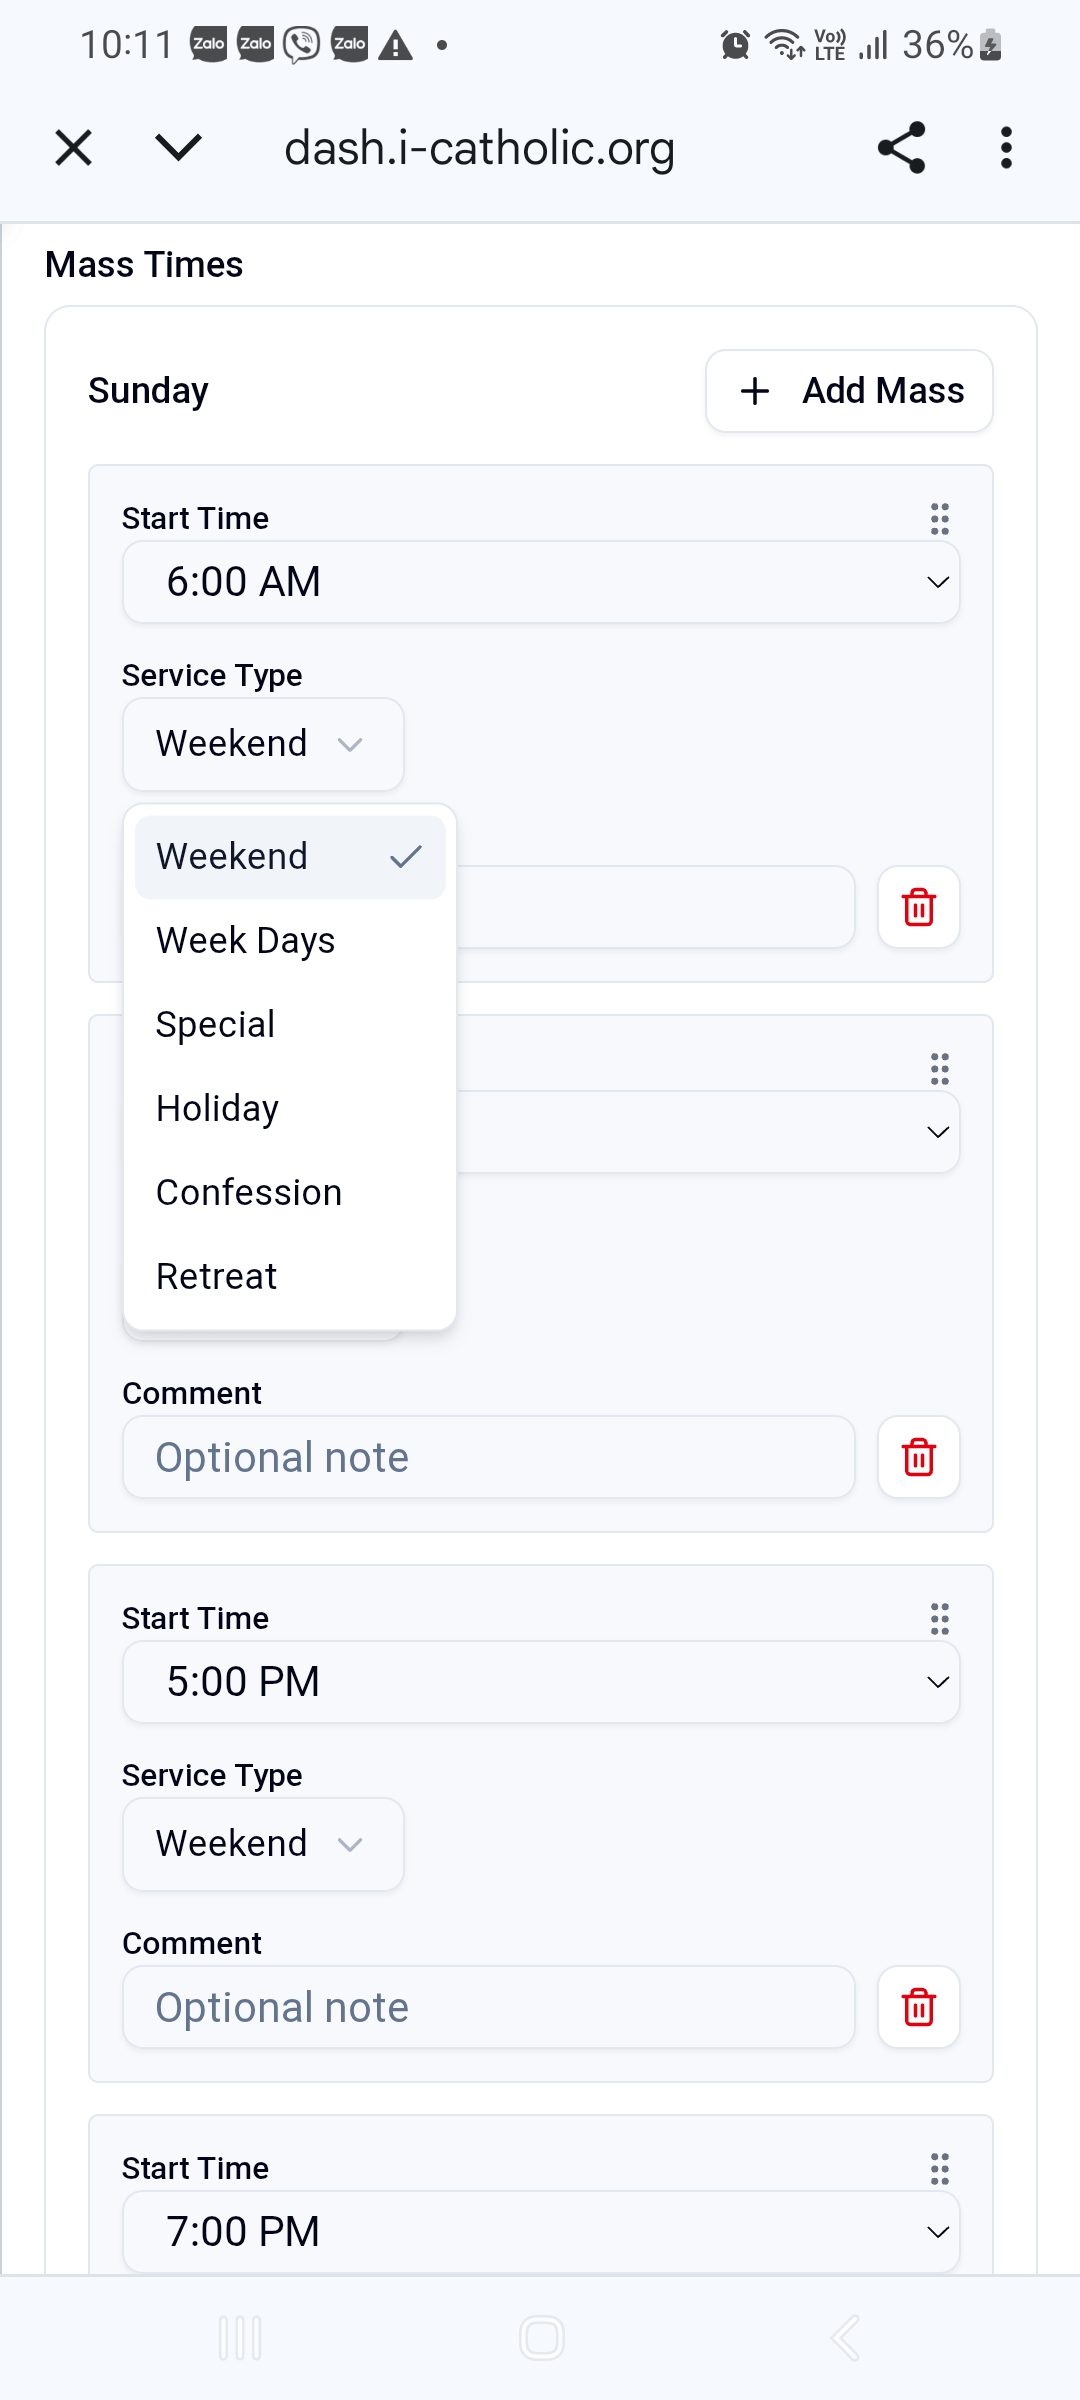 10:11 Zalo Zalo Zalo Vo)) LTE 36%
dash.i-catholic.org
Mass Times
Sunday
Add Mass
Start Time
6:00 AM
Service Type
Weekend
Weekend
Week Days
Special
Holiday
Confession
Retreat
Comment
Optional note
Start Time
5:00 PM
Service Type
Weekend
Comment
Optional note
Start Time
7:00 PM